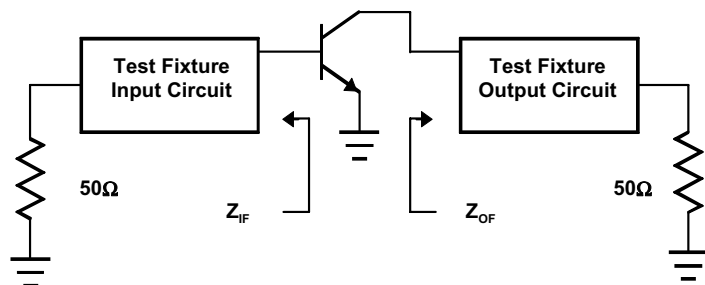 Test Fixture
Input Circuit
Test Fixture
Output Circuit
50Ω
50Ω
ZIF
ZOF